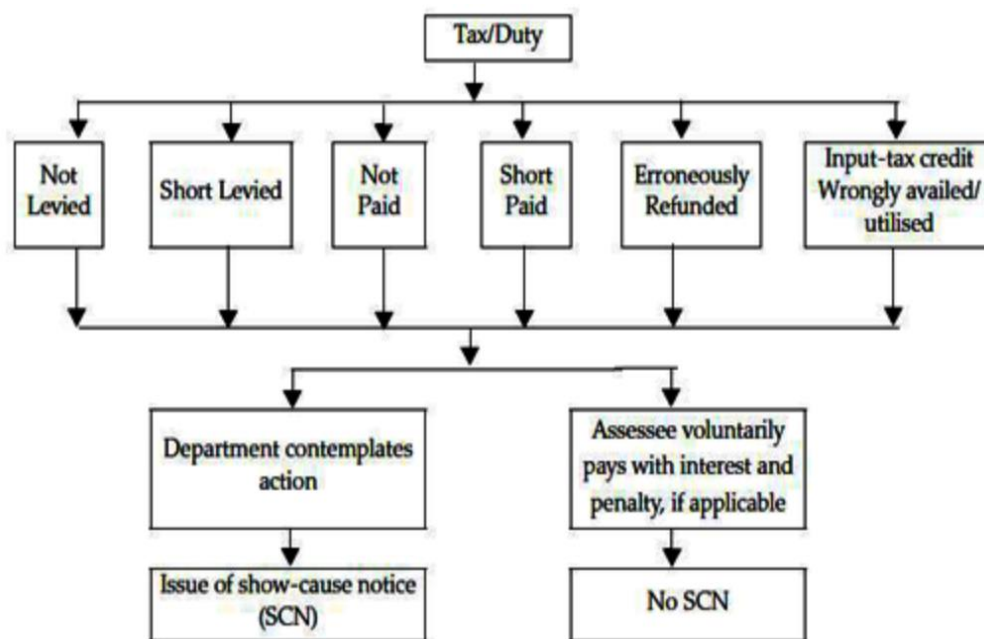 Tax/Duty
Not
Levied
Short Levied
Not
Paid
Short
Paid
Erroneously
Refunded
Input-tax credit
Wrongly availed/
utilised
Department contemplates
action
Assessee voluntarily
pays with interest and
penalty, if applicable
Issue of show-cause notice
(SCN)
No SCN